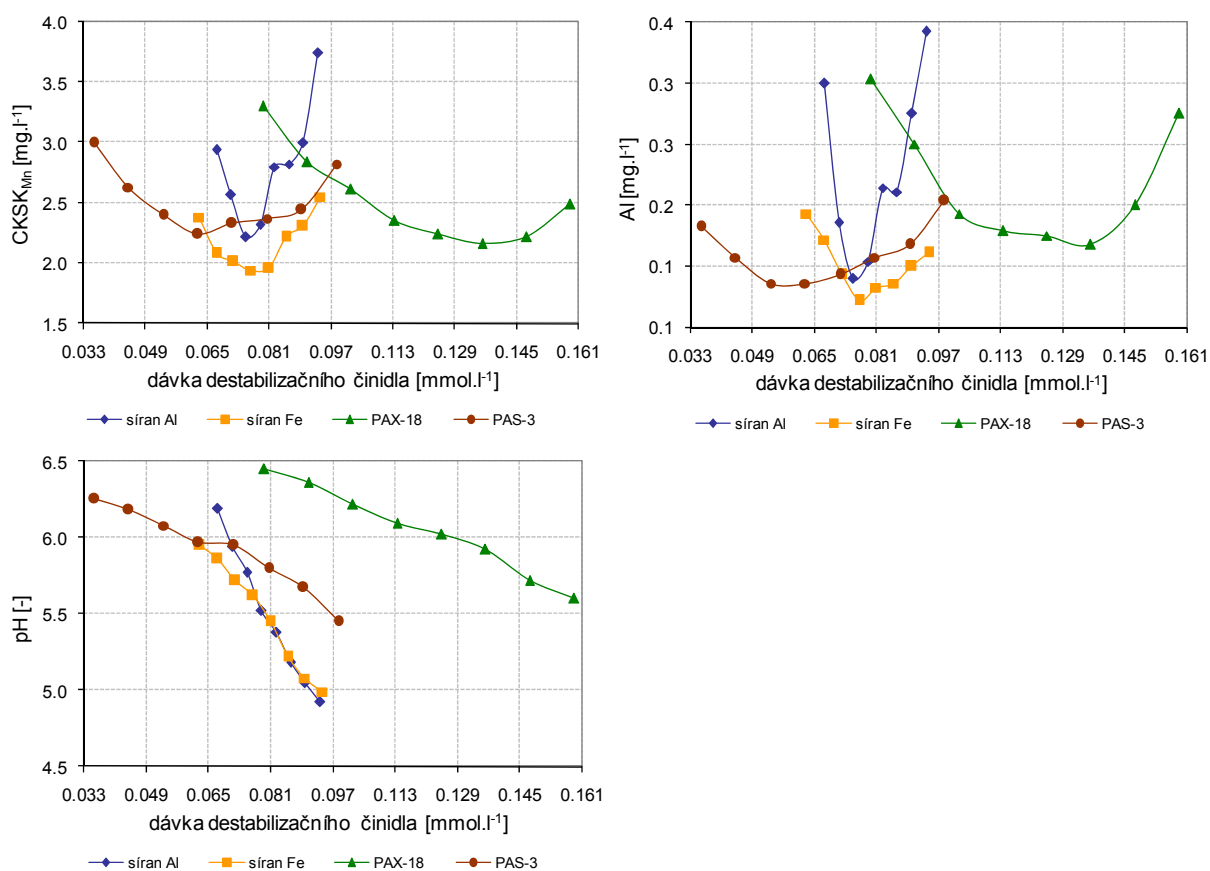 CKSK_Mn [mg.l⁻¹]
4.0
3.5
3.0
2.5
2.0
1.5
0.033 0.049 0.065 0.081 0.097 0.113 0.129 0.145 0.161
dávka destabilizačního činidla [mmol.l⁻¹]
síran Al síran Fe PAX-18 PAS-3
Al [mg.l⁻¹]
0.4
0.3
0.3
0.2
0.1
0.1
0.033 0.049 0.065 0.081 0.097 0.113 0.129 0.145 0.161
dávka destabilizačního činidla [mmol.l⁻¹]
síran Al síran Fe PAX-18 PAS-3
pH [-]
6.5
6.0
5.5
5.0
4.5
0.033 0.049 0.065 0.081 0.097 0.113 0.129 0.145 0.161
dávka destabilizačního činidla [mmol.l⁻¹]
síran Al síran Fe PAX-18 PAS-3